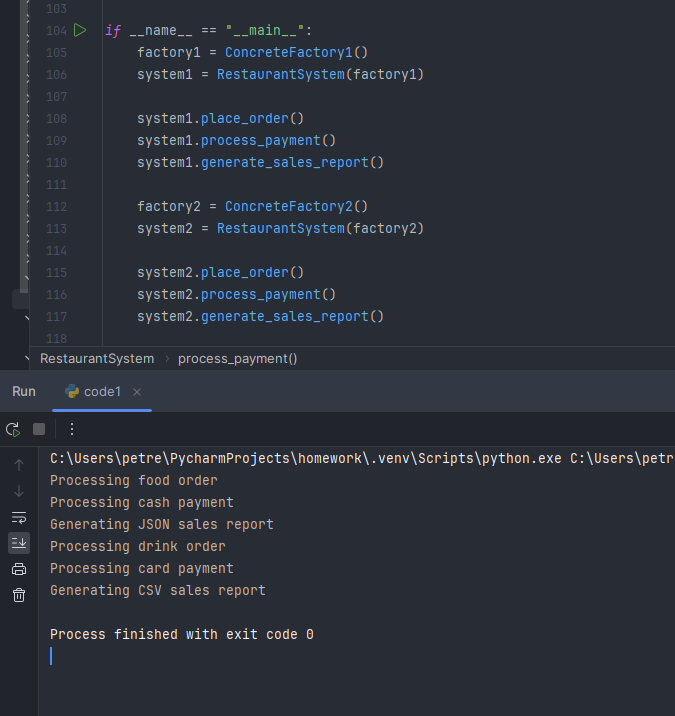 103
104 if __name__ == "__main__":
105 factory1 = ConcreteFactory1()
106 system1 = RestaurantSystem(factory1)
107
108 system1.place_order()
109 system1.process_payment()
110 system1.generate_sales_report()
111
112 factory2 = ConcreteFactory2()
113 system2 = RestaurantSystem(factory2)
114
115 system2.place_order()
116 system2.process_payment()
117 system2.generate_sales_report()
118
RestaurantSystem › process_payment()
Run code1 ×
C:\Users\petre\PycharmProjects\homework\.venv\Scripts\python.exe C:\Users\petr
Processing food order
Processing cash payment
Generating JSON sales report
Processing drink order
Processing card payment
Generating CSV sales report
Process finished with exit code 0